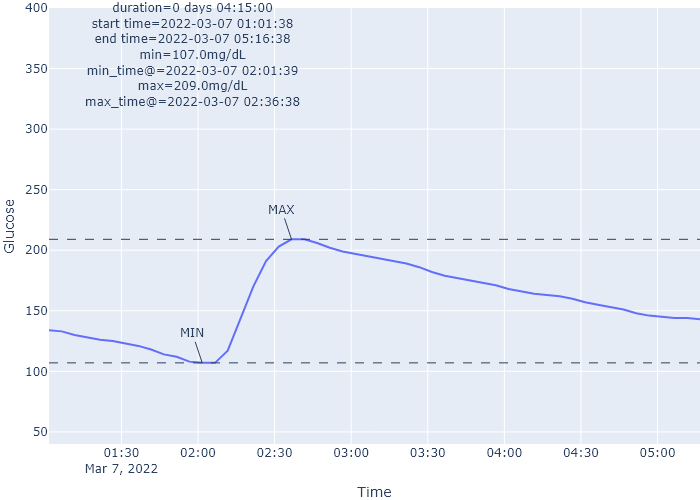 duration=0 days 04:15:00
start time=2022-03-07 01:01:38
end time=2022-03-07 05:16:38
min=107.0mg/dL
min_time@=2022-03-07 02:01:39
max=209.0mg/dL
max_time@=2022-03-07 02:36:38
400
350
300
250
200
150
100
50
Glucose
MAX
MIN
01:30 02:00 02:30 03:00 03:30 04:00 04:30 05:00
Mar 7, 2022
Time